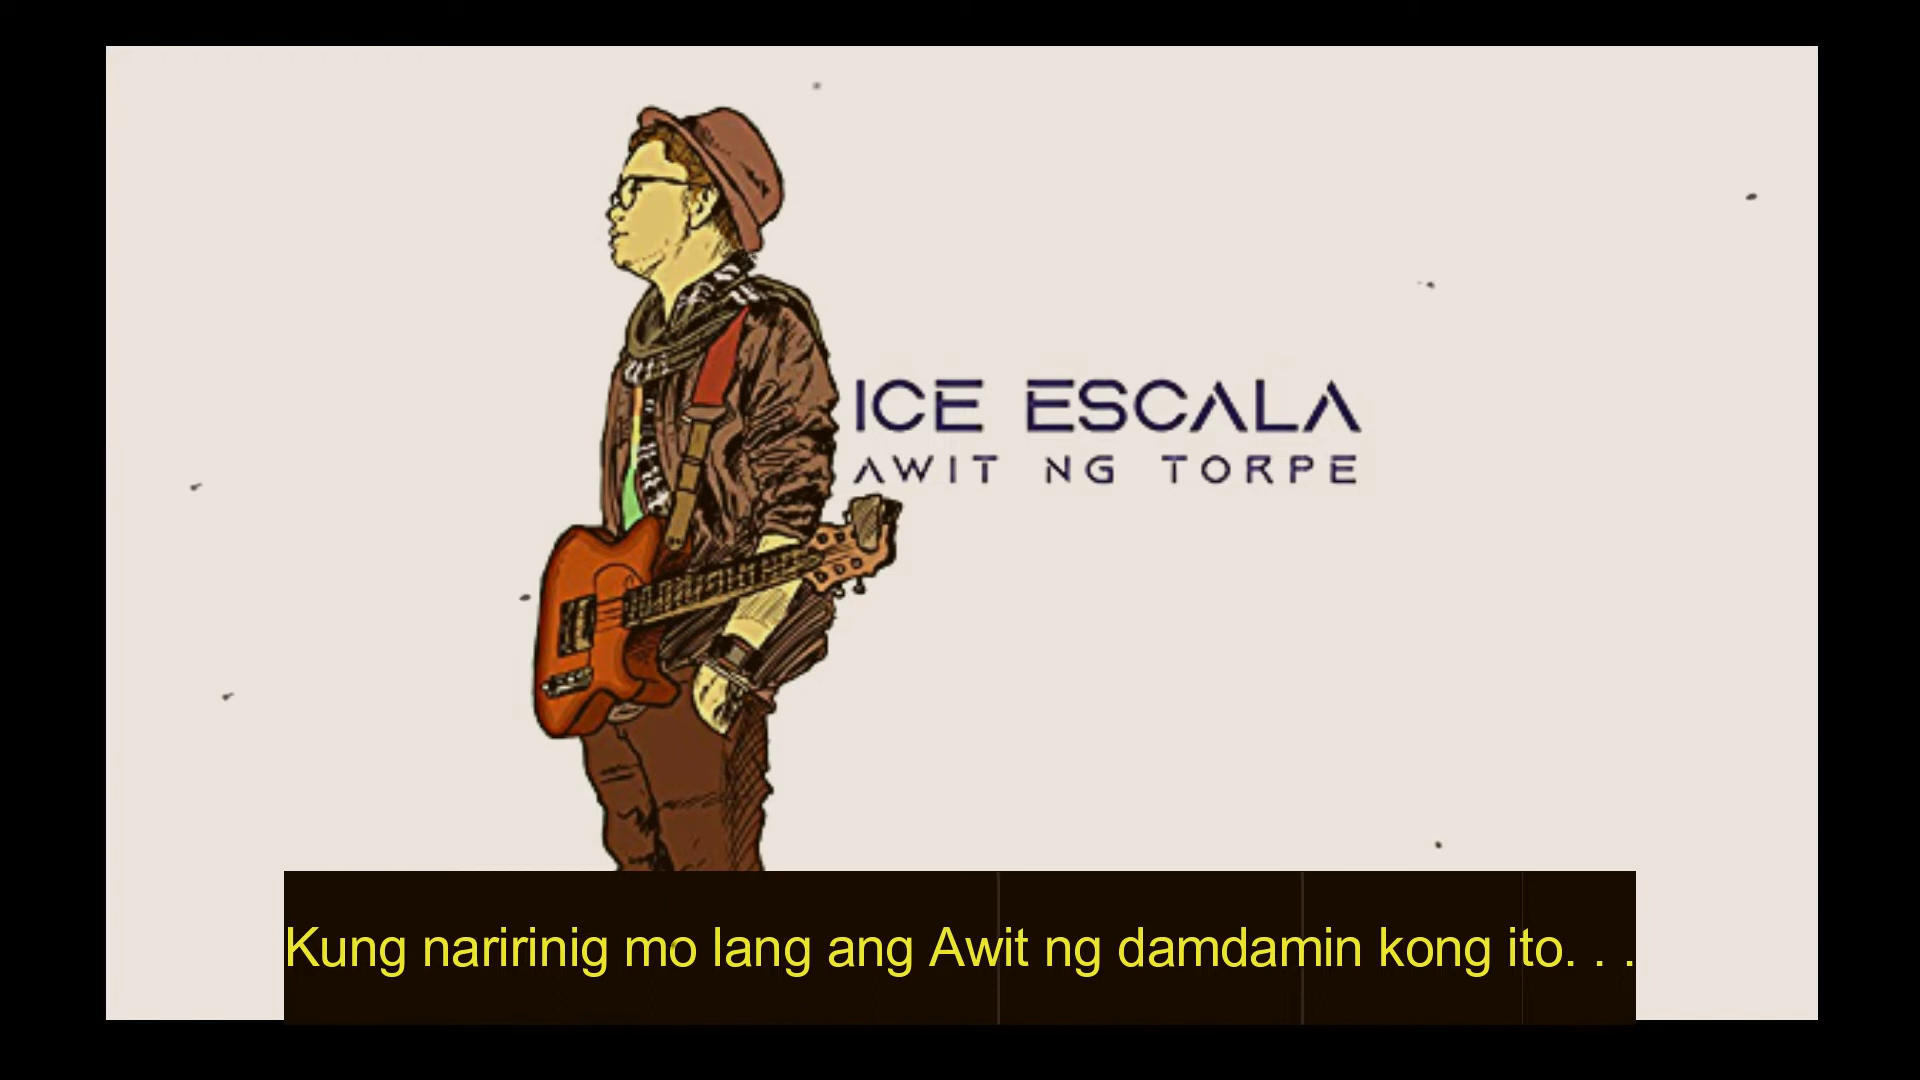 ICE ESCALA
AWIT NG TORPE
Kung naririnig mo lang ang Awit ng damdamin kong ito. . .